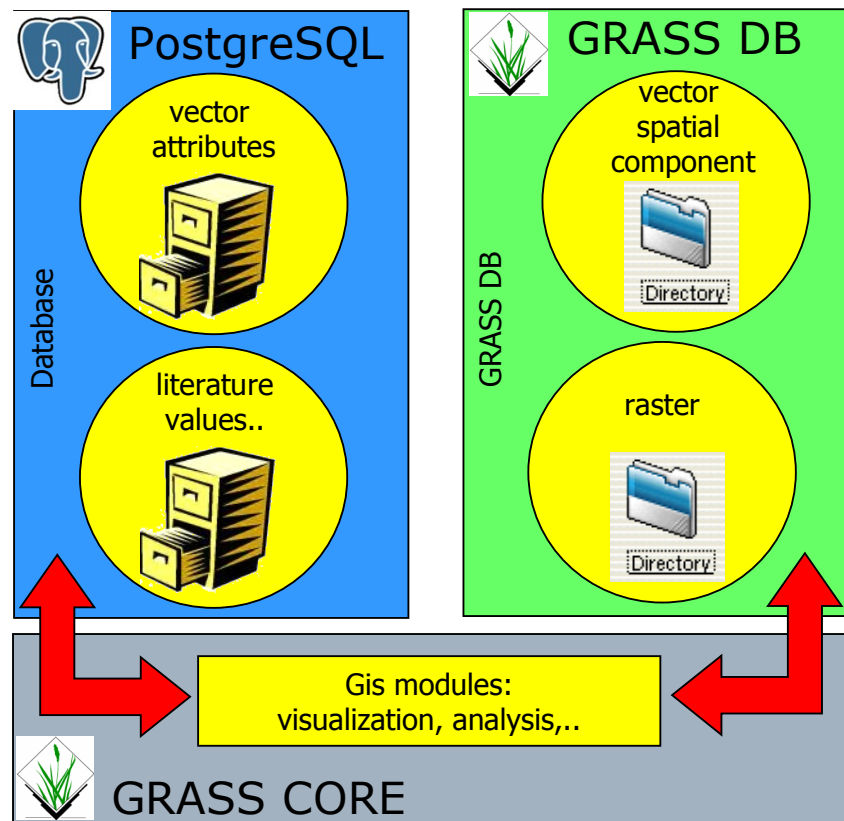 PostgreSQL
vector
attributes
Database
literature
values..
GRASS DB
vector
spatial
component
Directory
GRASS DB
raster
Directory
Gis modules:
visualization, analysis,..
GRASS CORE